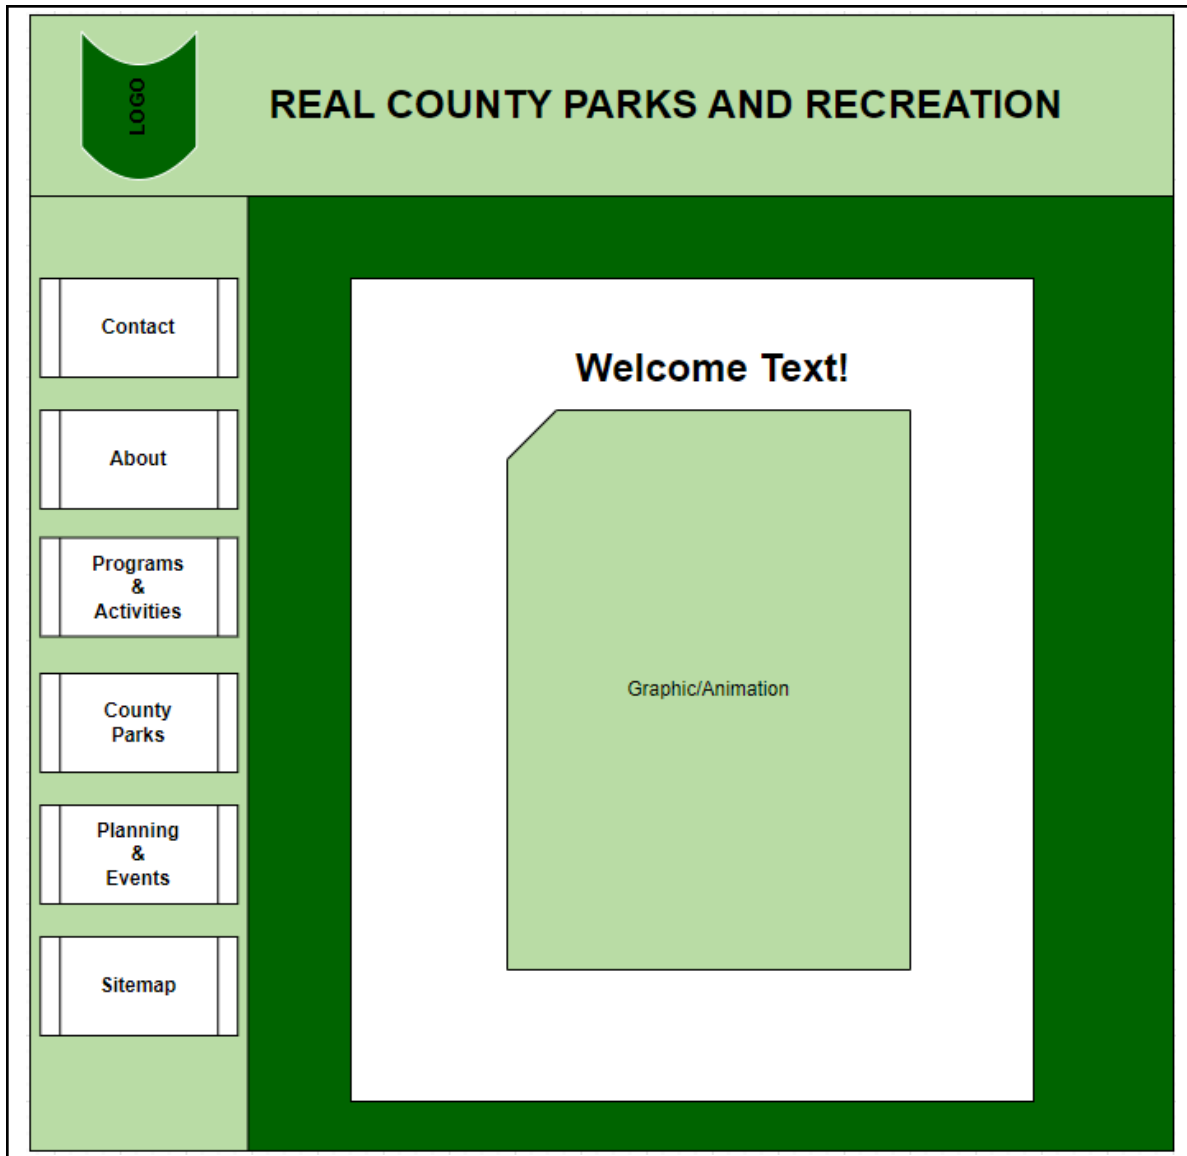 LOGO
REAL COUNTY PARKS AND RECREATION
Contact
About
Programs
&
Activities
County
Parks
Planning
&
Events
Sitemap
Welcome Text!
Graphic/Animation